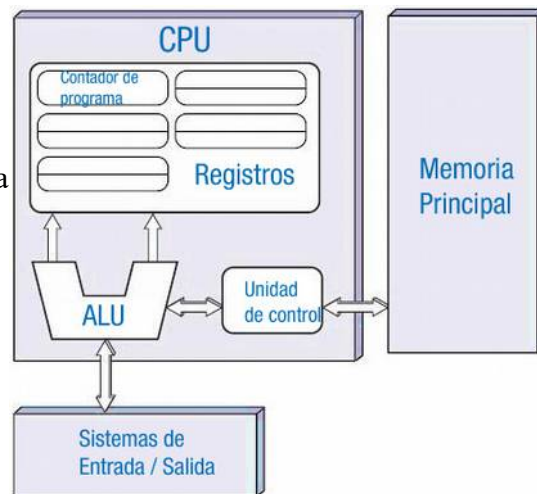 CPU
Contador de
programa
a
Registros
Memoria
Principal
ALU
Unidad
de control
Sistemas de
Entrada / Salida